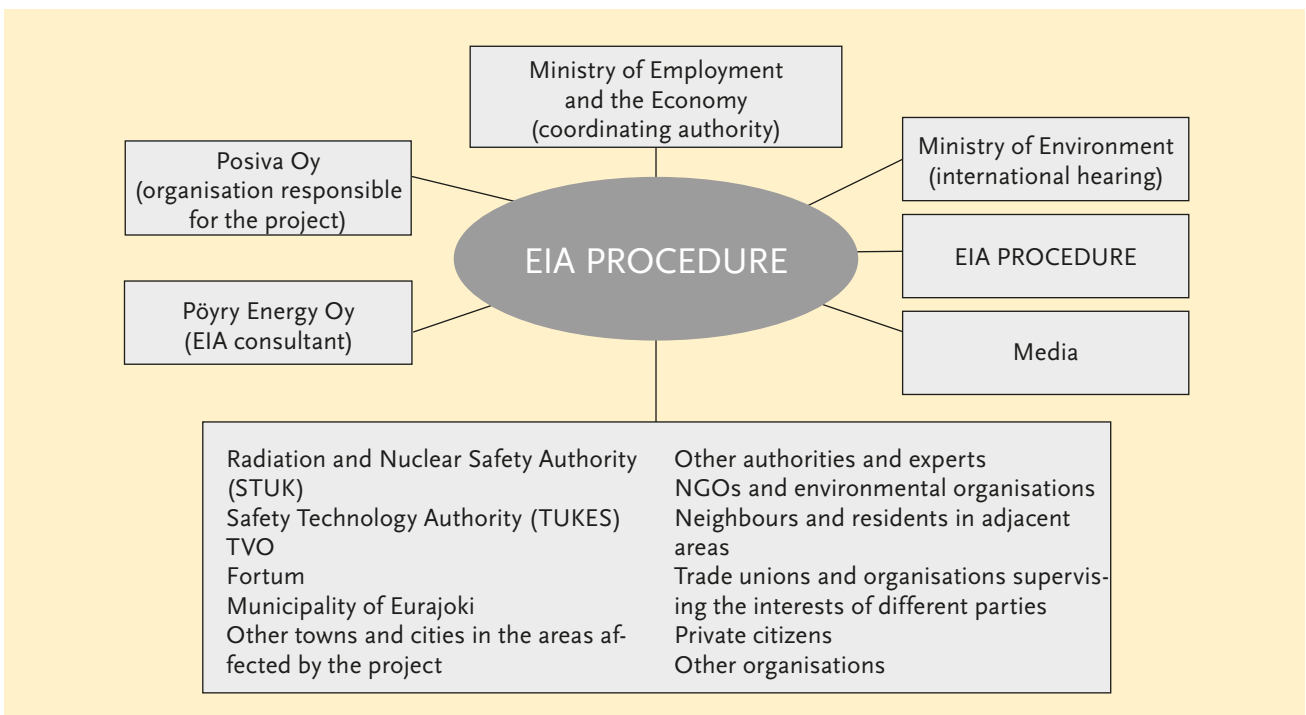 Ministry of Employment
and the Economy
(coordinating authority)
Posiva Oy
(organisation responsible
for the project)
Ministry of Environment
(international hearing)
EIA PROCEDURE
EIA PROCEDURE
Pöyry Energy Oy
(EIA consultant)
Media
Radiation and Nuclear Safety Authority
(STUK)
Safety Technology Authority (TUKES)
TVO
Fortum
Municipality of Eurajoki
Other towns and cities in the areas af-
fected by the project
Other authorities and experts
NGOs and environmental organisations
Neighbours and residents in adjacent
areas
Trade unions and organisations supervis-
ing the interests of different parties
Private citizens
Other organisations